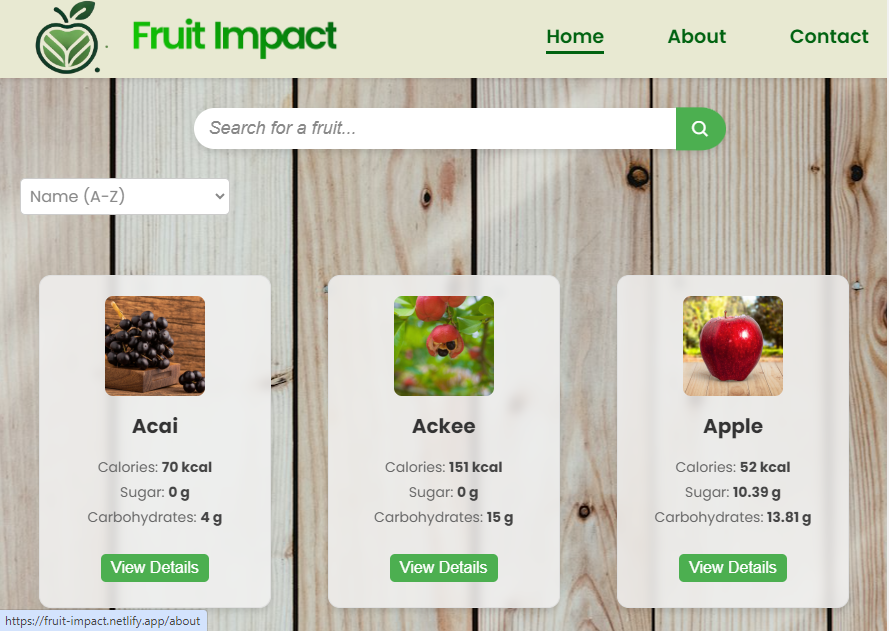 Fruit Impact
Home About Contact
Search for a fruit...
Name (A-Z)
Acai
Calories: 70 kcal
Sugar: 0 g
Carbohydrates: 4 g
View Details
Ackee
Calories: 151 kcal
Sugar: 0 g
Carbohydrates: 15 g
View Details
Apple
Calories: 52 kcal
Sugar: 10.39 g
Carbohydrates: 13.81 g
View Details
https://fruit-impact.netlify.app/about